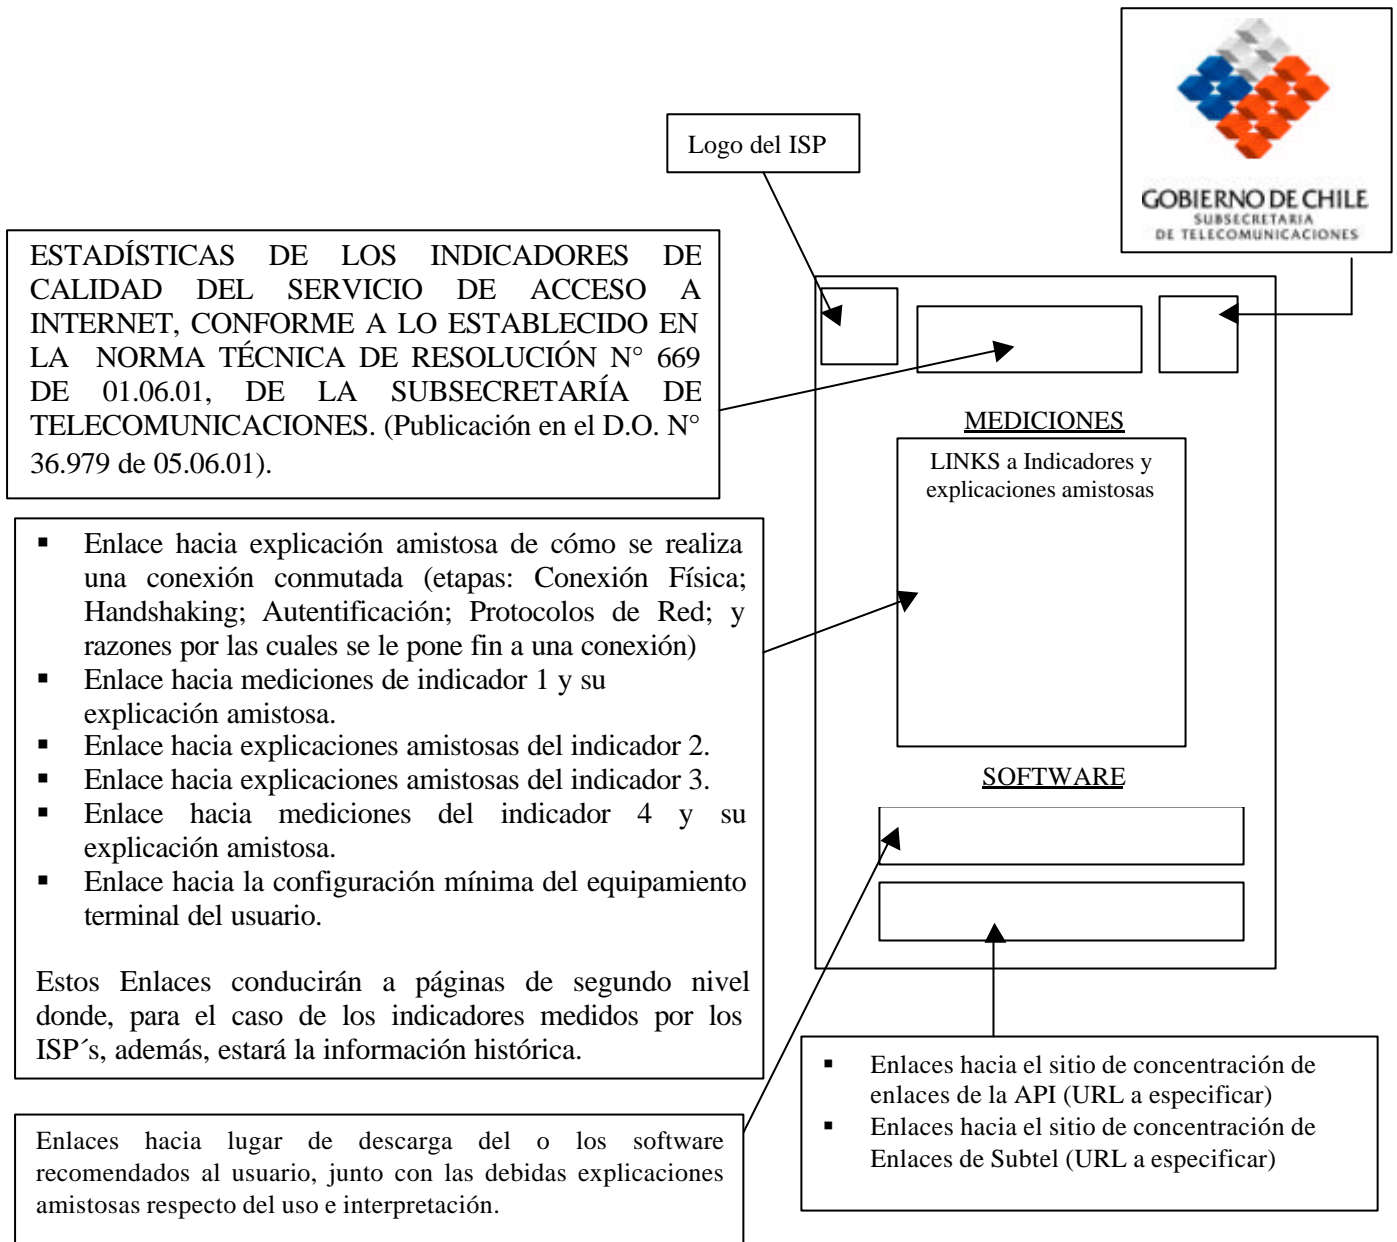 GOBIERNO DE CHILE
SUBSECRETARIA
DE TELECOMUNICACIONES
Logo del ISP
ESTADÍSTICAS DE LOS INDICADORES DE
CALIDAD DEL SERVICIO DE ACCESO A
INTERNET, CONFORME A LO ESTABLECIDO EN
LA NORMA TÉCNICA DE RESOLUCIÓN N° 669
DE 01.06.01, DE LA SUBSECRETARÍA DE
TELECOMUNICACIONES. (Publicación en el D.O. N°
36.979 de 05.06.01).
MEDICIONES
LINKS a Indicadores y
explicaciones amistosas
▪ Enlace hacia explicación amistosa de cómo se realiza
una conexión conmutada (etapas: Conexión Física;
Handshaking; Autentificación; Protocolos de Red; y
razones por las cuales se le pone fin a una conexión)
▪ Enlace hacia mediciones de indicador 1 y su
explicación amistosa.
▪ Enlace hacia explicaciones amistosas del indicador 2.
▪ Enlace hacia explicaciones amistosas del indicador 3.
▪ Enlace hacia mediciones del indicador 4 y su
explicación amistosa.
▪ Enlace hacia la configuración mínima del equipamiento
terminal del usuario.
Estos Enlaces conducirán a páginas de segundo nivel
donde, para el caso de los indicadores medidos por los
ISP´s, además, estará la información histórica.
SOFTWARE
Enlaces hacia lugar de descarga del o los software
recomendados al usuario, junto con las debidas explicaciones
amistosas respecto del uso e interpretación.
▪ Enlaces hacia el sitio de concentración de
enlaces de la API (URL a especificar)
▪ Enlaces hacia el sitio de concentración de
Enlaces de Subtel (URL a especificar)